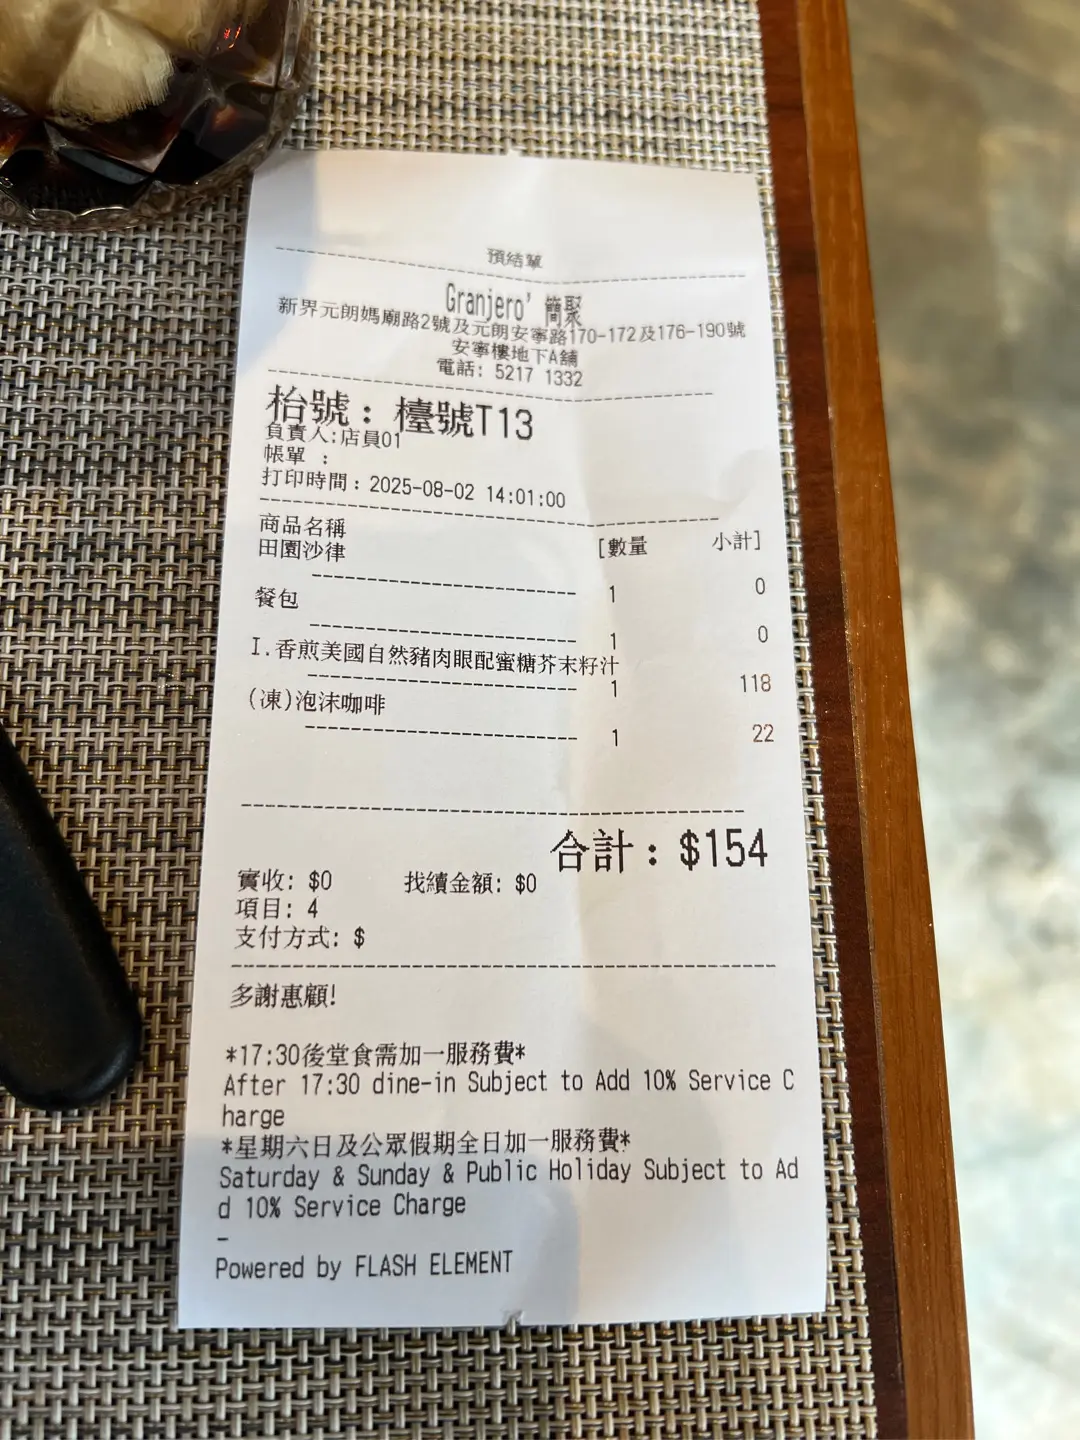 預結單
Granjero' 簡聚
新界元朗媽廟路2號及元朗安寧路170-172及176-190號
安寧樓地下A舖
電話: 5217 1332
枱號: 檯號T13
負責人:店員01
帳單 :
打印時間: 2025-08-02 14:01:00
商品名稱 [數量 小計]
田園沙律
1 0
餐包
1 0
I.香煎美國自然豬肉眼配蜜糖芥末籽汁
1 118
(凍)泡沫咖啡
1 22
合計: $154
實收: $0 找續金額: $0
項目: 4
支付方式: $
多謝惠顧!
*17:30後堂食需加一服務費*
After 17:30 dine-in Subject to Add 10% Service C
harge
*星期六日及公眾假期全日加一服務費*
Saturday & Sunday & Public Holiday Subject to Ad
d 10% Service Charge
-
Powered by FLASH ELEMENT